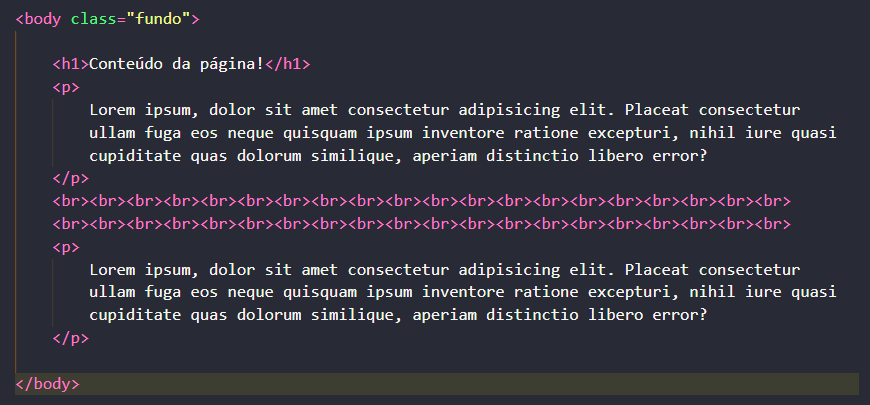 <body class="fundo">
<h1>Conteúdo da página!</h1>
<p>
Lorem ipsum, dolor sit amet consectetur adipisicing elit. Placeat consectetur
ullam fuga eos neque quisquam ipsum inventore ratione excepturi, nihil iure quasi
cupiditate quas dolorum similique, aperiam distinctio libero error?
</p>
<br><br><br><br><br><br><br><br><br><br><br><br><br><br><br><br><br><br><br><br>
<br><br><br><br><br><br><br><br><br><br><br><br><br><br><br><br><br><br><br><br>
<p>
Lorem ipsum, dolor sit amet consectetur adipisicing elit. Placeat consectetur
ullam fuga eos neque quisquam ipsum inventore ratione excepturi, nihil iure quasi
cupiditate quas dolorum similique, aperiam distinctio libero error?
</p>
</body>